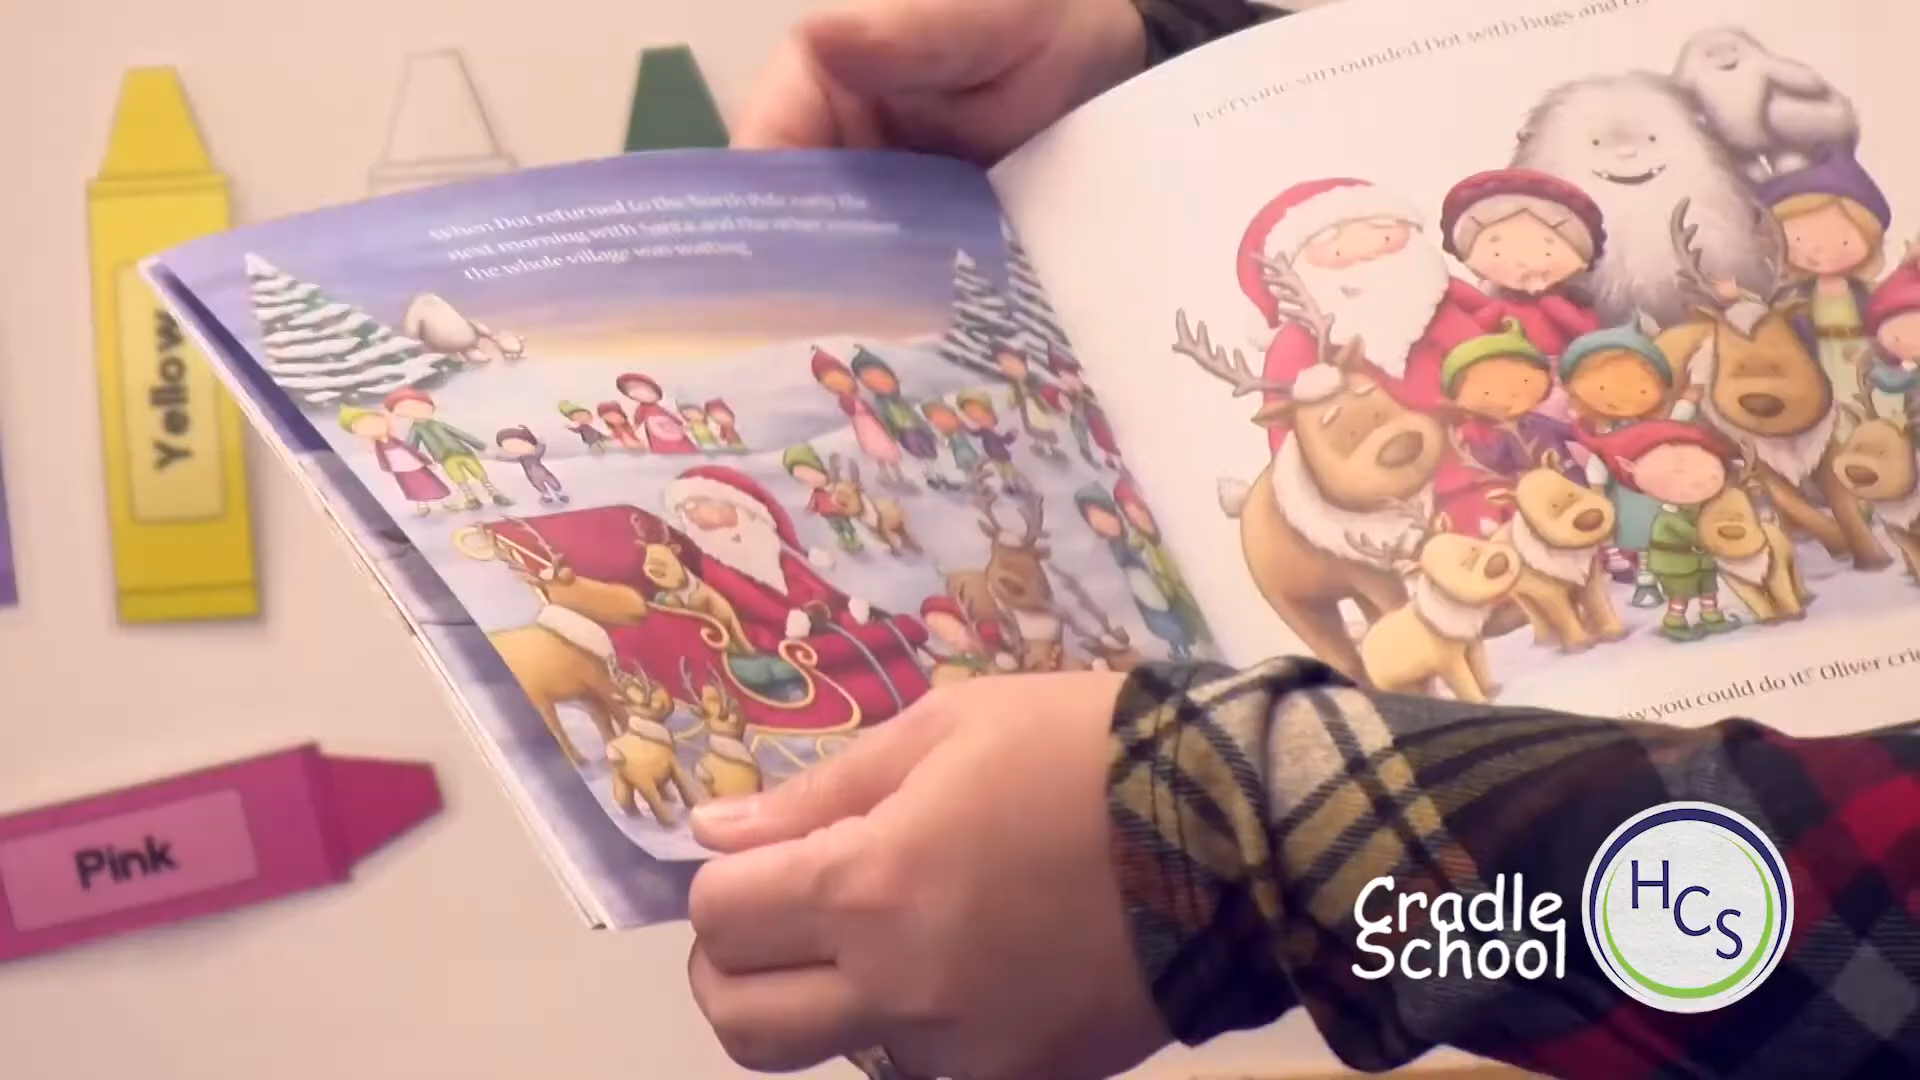 Yellow
Pink
When Dot returned to the North Pole early the
next morning with Santa and the other reindeer
the whole village was waiting.
Everyone surrounded Dot with hugs and
you could do it!" Oliver
Cradle
School
HCS